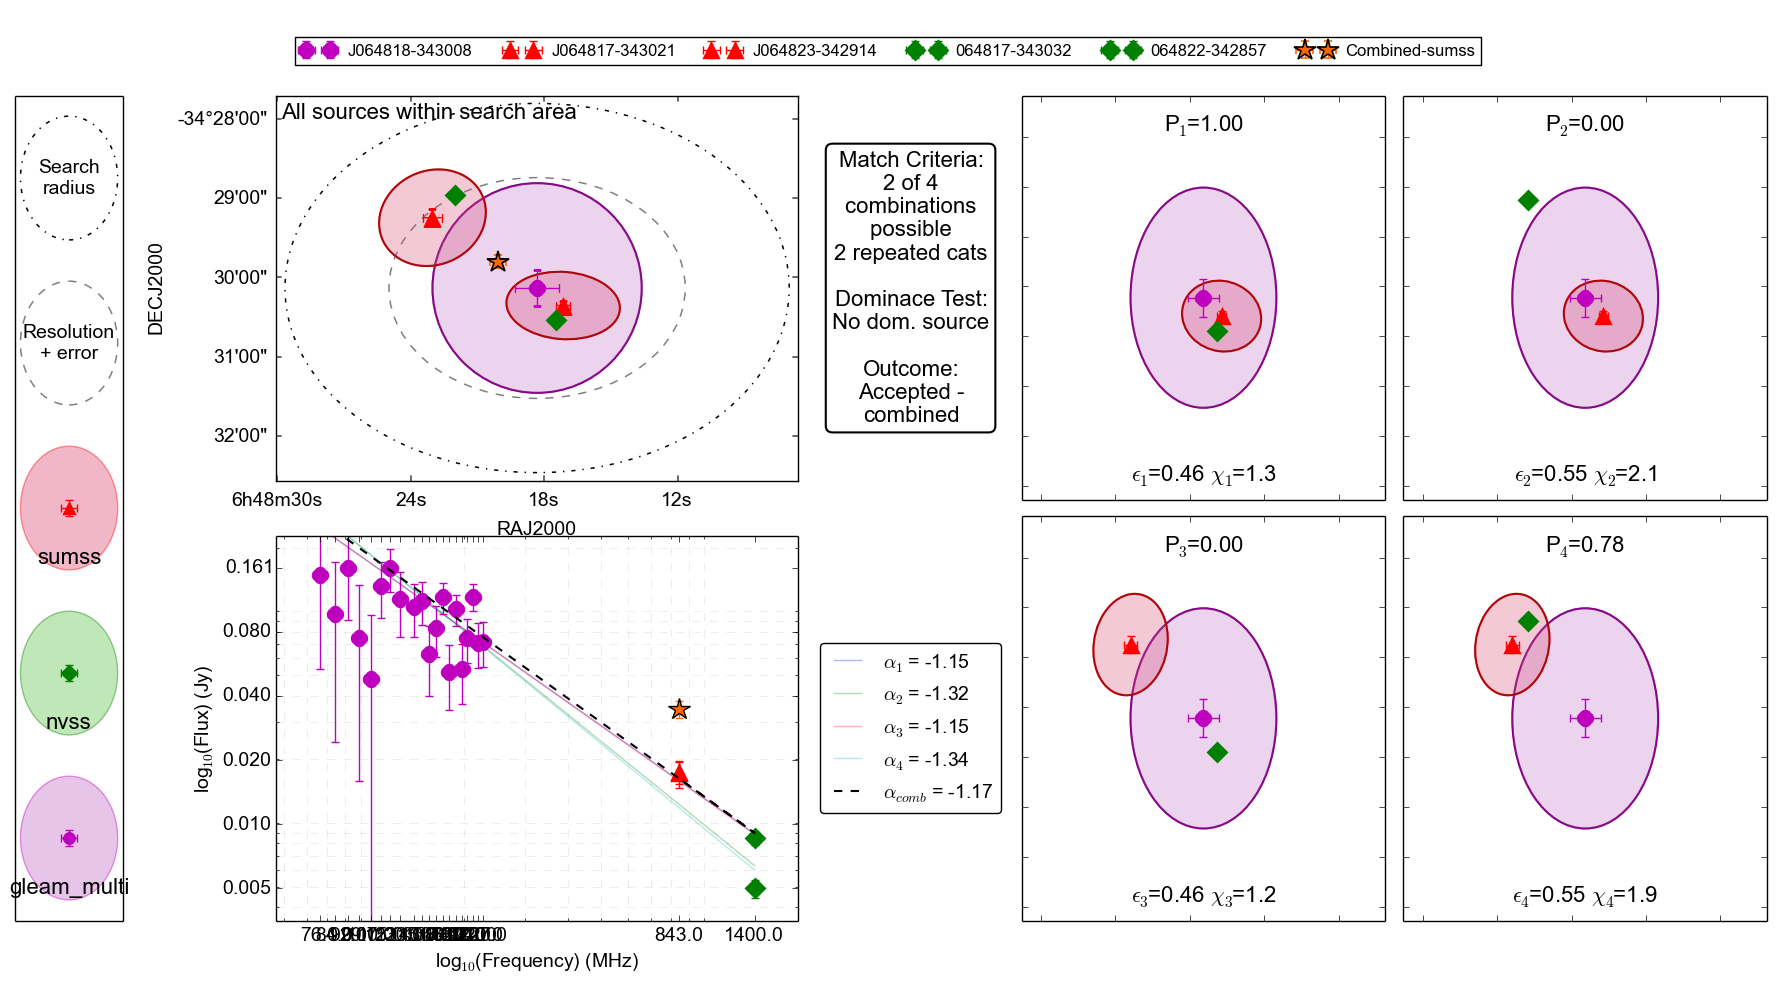 J064818-343008 J064817-343021 J064823-342914 064817-343032 064822-342857 Combined-sumss
Search
radius
Resolution
+ error
sumss
nvss
gleam_multi
All sources within search area
DECJ2000
-34°28'00"
29'00"
30'00"
31'00"
32'00"
6h48m30s 24s 18s 12s
RAJ2000
Match Criteria:
2 of 4
combinations
possible
2 repeated cats
Dominace Test:
No dom. source
Outcome:
Accepted -
combined
P1=1.00
ϵ1=0.46 χ1=1.3
P2=0.00
ϵ2=0.55 χ2=2.1
P3=0.00
ϵ3=0.46 χ3=1.2
P4=0.78
ϵ4=0.55 χ4=1.9
log10(Flux) (Jy)
0.161
0.080
0.040
0.020
0.010
0.005
843.0 1400.0
log10(Frequency) (MHz)
α1 = -1.15
α2 = -1.32
α3 = -1.15
α4 = -1.34
αcomb = -1.17